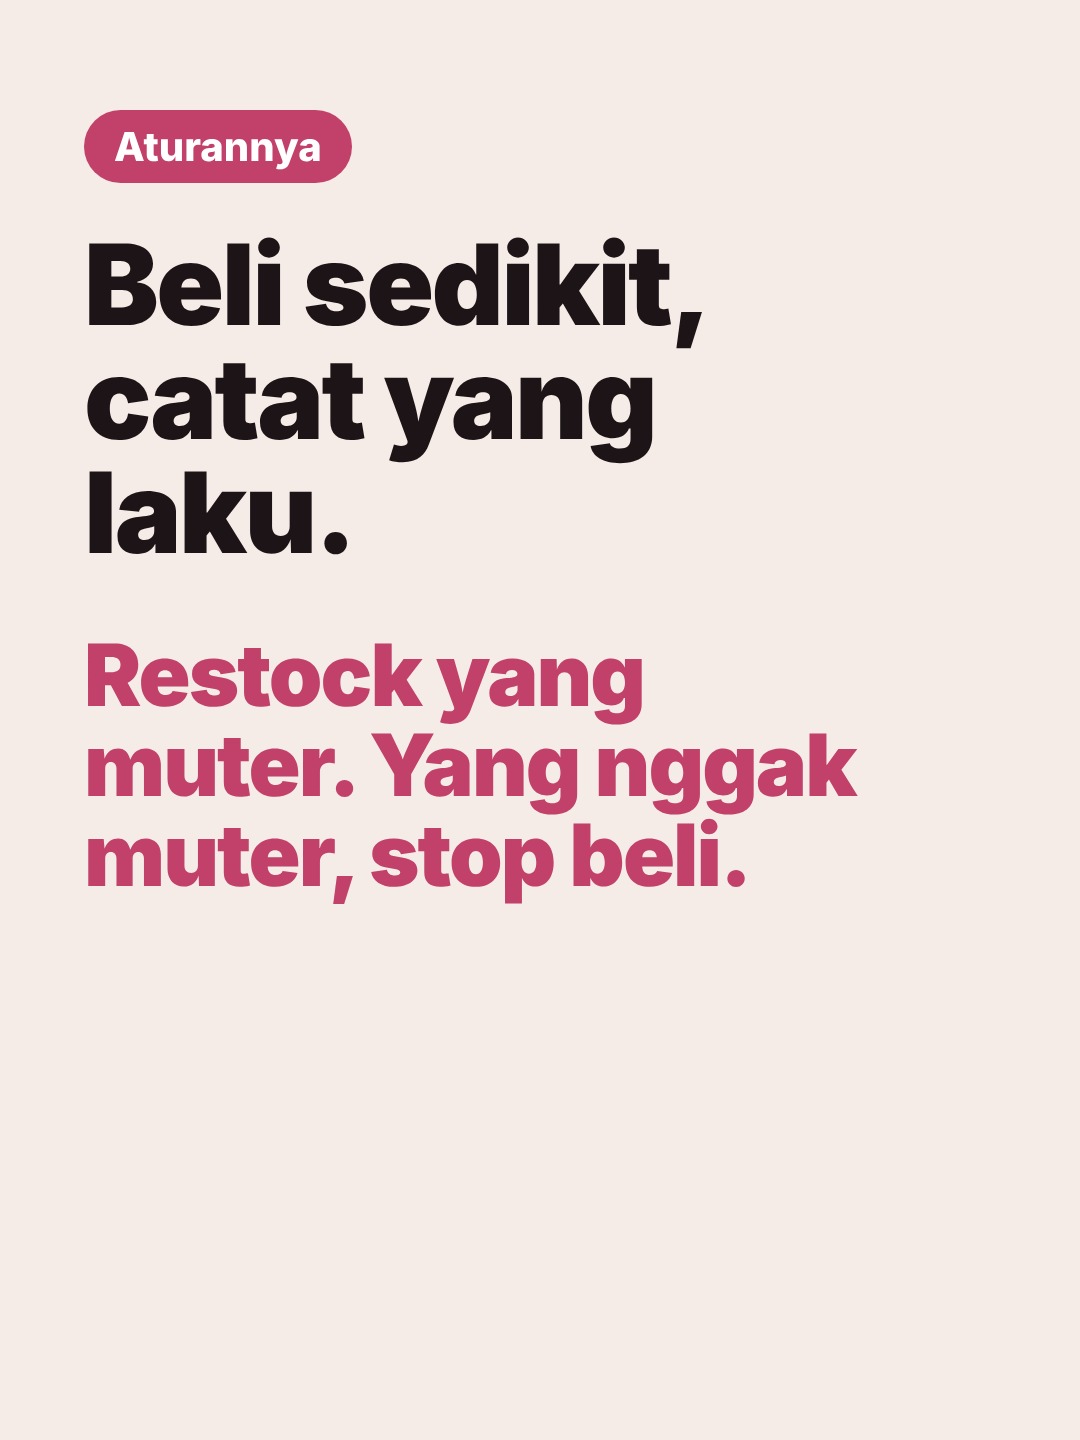 Aturannya
Beli sedikit,
catat yang
laku.
Restock yang
muter. Yang nggak
muter, stop beli.